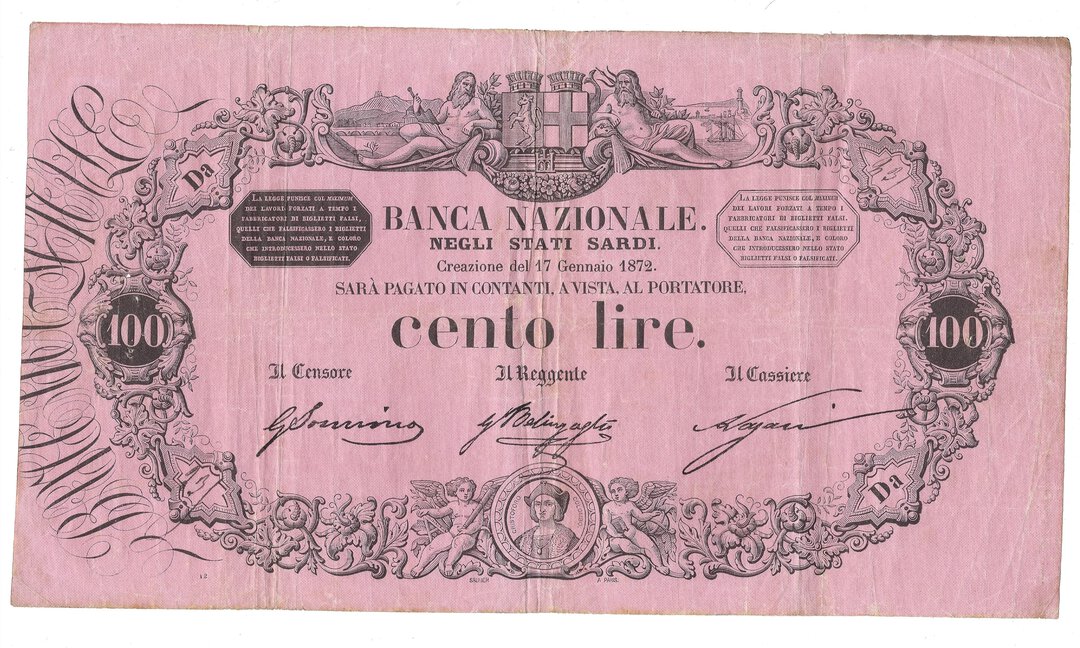 Da
LA LEGGE PUNISCE COL MAXIMUM
DEI LAVORI FORZATI A TEMPO I
FABBRICATORI DI BIGLIETTI FALSI,
QUELLI CHE FALSIFICASSERO I BIGLIETTI
DELLA BANCA NAZIONALE, E COLORO
CHE INTRODUCESSERO NELLO STATO
BIGLIETTI FALSI O FALSIFICATI.
LA LEGGE PUNISCE COL MAXIMUM
DEI LAVORI FORZATI A TEMPO I
FABBRICATORI DI BIGLIETTI FALSI.
QUELLI CHE FALSIFICASSERO I BIGLIETTI
DELLA BANCA NAZIONALE, E COLORO
CHE INTRODUCESSERO NELLO STATO
BIGLIETTI FALSI O FALSIFICATI.
BANCA NAZIONALE.
NEGLI STATI SARDI.
Creazione del 17 Gennaio 1872.
SARÀ PAGATO IN CONTANTI, A VISTA, AL PORTATORE,
cento lire.
100
100
Il Censore
Il Reggente
Il Cassiere
Da
12
A PARIS.